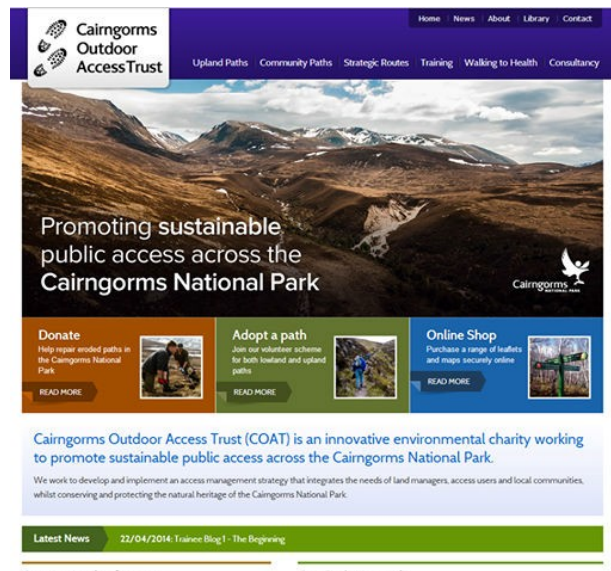 Cairngorms
Outdoor
Access Trust
Home News About Library Contact
Upland Paths Community Paths Strategic Routes Training Walking to Health Consultancy
Promoting sustainable
public access across the
Cairngorms National Park
Cairngorms
NATIONAL PARK
Donate
Help repair eroded paths in
the Cairngorms National
Park
READ MORE
Adopt a path
Join our volunteer scheme
for both lowland and upland
paths
READ MORE
Online Shop
Purchase a range of leaflets
and maps securely online
READ MORE
Cairngorms Outdoor Access Trust (COAT) is an innovative environmental charity working
to promote sustainable public access across the Cairngorms National Park.
We work to develop and implement an access management strategy that integrates the needs of land managers, access users and local communities,
whilst conserving and protecting the natural heritage of the Cairngorms National Park.
Latest News 22/04/2014: Trainee Blog 1 - The Beginning